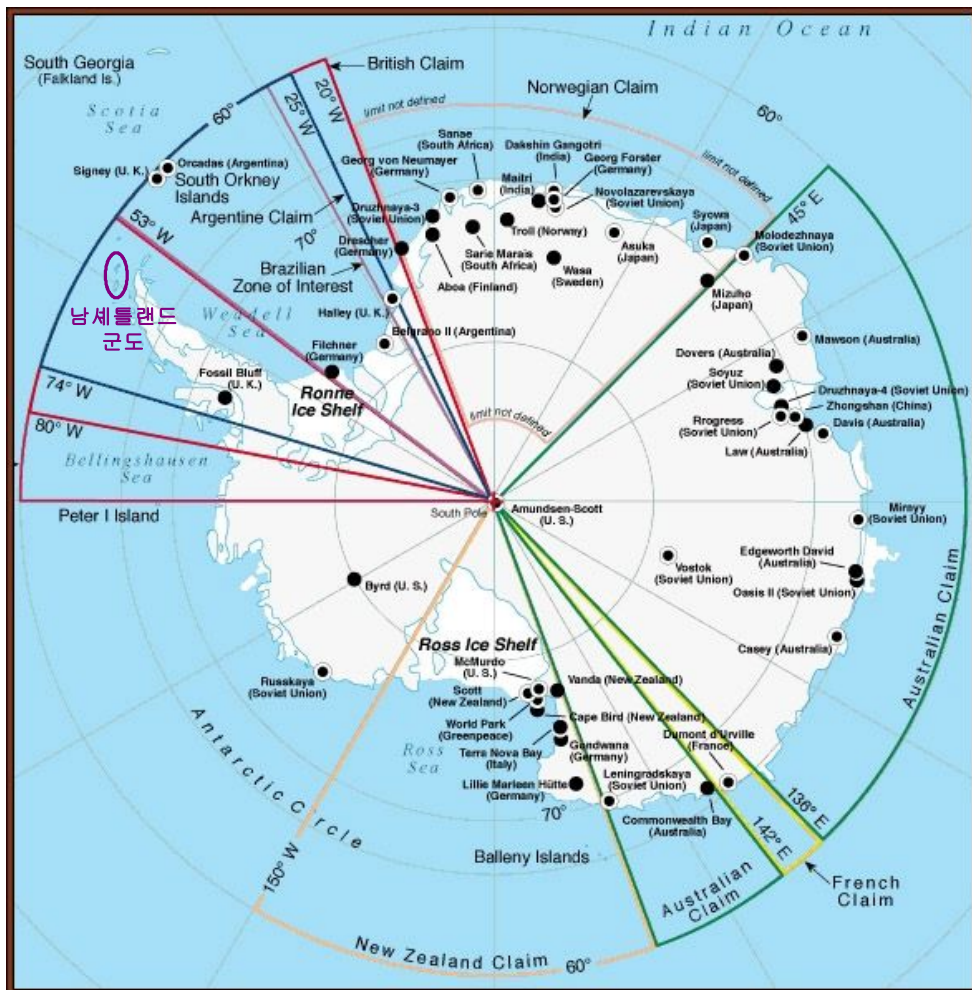 Indian Ocean
South Georgia
(Falkland Is.)
British Claim
Norwegian Claim
limit not defined
limit not defined
Scotia
Sea
60°
25° W
20° W
60°
Sanae
(South Africa)
Dakshin Gangotri
(India)
Georg von Neumayer
(Germany)
Georg Forster
(Germany)
Orcadas (Argentina)
Signey (U. K.)
South Orkney
Islands
Maitri
(India)
Novolazarevskaya
(Soviet Union)
45° E
Argentine Claim
Druzhnaya-3
(Soviet Union)
53° W
70°
Troll (Norway)
Syowa
(Japan)
Molodezhnaya
(Soviet Union)
Drescher
(Germany)
Sarie Marais
(South Africa)
Asuka
(Japan)
Brazilian
Zone of Interest
Aboa (Finland)
Wasa
(Sweden)
Mizuho
(Japan)
남셰틀랜드
군도
Weddell
Sea
Halley (U. K.)
Belgrano II (Argentina)
Mawson (Australia)
Filchner
(Germany)
Dovers (Australia)
Soyuz
(Soviet Union)
Fossil Bluff
(U. K.)
74° W
Ronne
Ice Shelf
Druzhnaya-4 (Soviet Union)
Zhongshan (China)
80° W
limit not defined
Rrogress
(Soviet Union)
Davis (Australia)
Law (Australia)
Bellingshausen
Sea
Peter I Island
South Pole
Amundsen-Scott
(U. S.)
Mirnyy
(Soviet Union)
Vostok
(Soviet Union)
Edgeworth David
(Australia)
Byrd (U. S.)
Oasis II (Soviet Union)
Australian Claim
Casey (Australia)
Ross Ice Shelf
McMurdo
(U. S.)
Russkaya
(Soviet Union)
Scott
(New Zealand)
Vanda (New Zealand)
World Park
(Greenpeace)
Cape Bird (New Zealand)
Dumont d'Urville
(France)
Ross
Sea
Terra Nova Bay
(Italy)
Gondwana
(Germany)
Antarctic Circle
Lillie Marleen Hütte
(Germany)
Leningradskaya
(Soviet Union)
70°
Commonwealth Bay
(Australia)
136° E
142° E
Balleny Islands
150° W
Australian
Claim
French
Claim
New Zealand Claim
60°